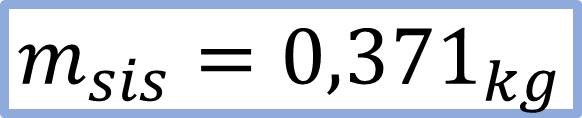 m_sis = 0,371_kg